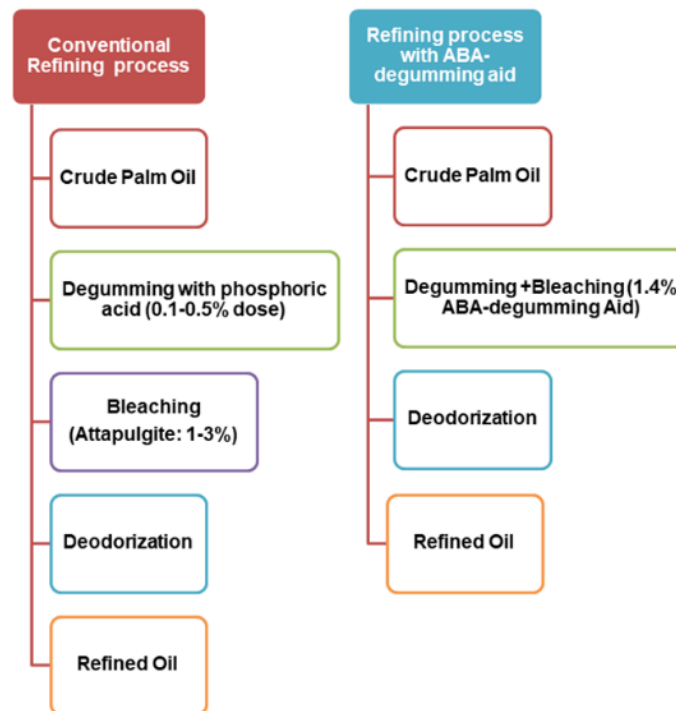 Conventional
Refining process
Crude Palm Oil
Degumming with phosphoric
acid (0.1-0.5% dose)
Bleaching
(Attapulgite: 1-3%)
Deodorization
Refined Oil
Refining process
with ABA-
degumming aid
Crude Palm Oil
Degumming +Bleaching (1.4%
ABA-degumming Aid)
Deodorization
Refined Oil